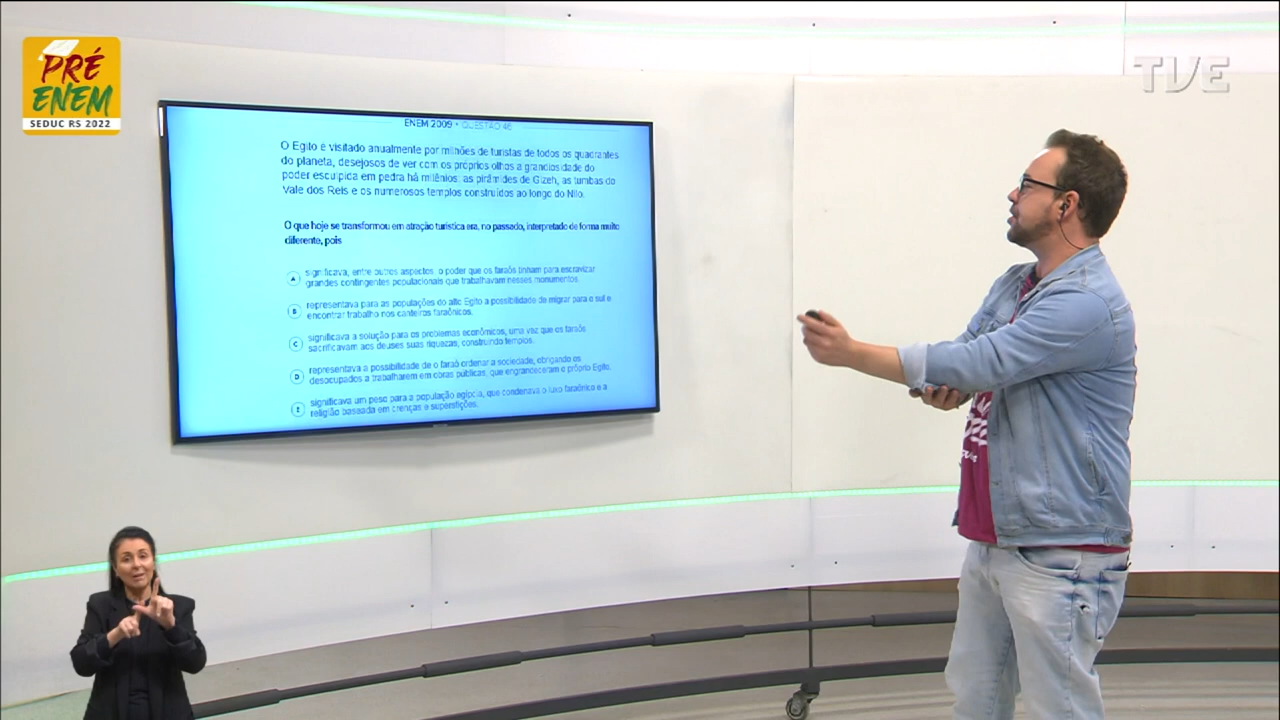 PRÉ
ENEM
SEDUC RS 2022
TVE
ENEM 2009 • QUESTÃO 46
O Egito é visitado anualmente por milhões de turistas de todos os quadrantes
do planeta, desejosos de ver com os próprios olhos a grandiosidade do
poder esculpida em pedra há milênios: as pirâmides de Gizeh, as tumbas do
Vale dos Reis e os numerosos templos construídos ao longo do Nilo.
O que hoje se transformou em atração turística era, no passado, interpretado de forma muito
diferente, pois
A significava, entre outros aspectos, o poder que os faraós tinham para escravizar
grandes contingentes populacionais que trabalhavam nesses monumentos.
B representava para as populações do alto Egito a possibilidade de migrar para o sul e
encontrar trabalho nos canteiros faraônicos.
C significava a solução para os problemas econômicos, uma vez que os faraós
sacrificavam aos deuses suas riquezas, construindo templos.
D representava a possibilidade de o faraó ordenar a sociedade, obrigando os
desocupados a trabalharem em obras públicas, que engrandeceram o próprio Egito.
E significava um peso para a população egípcia, que condenava o luxo faraônico e a
religião baseada em crenças e superstições.